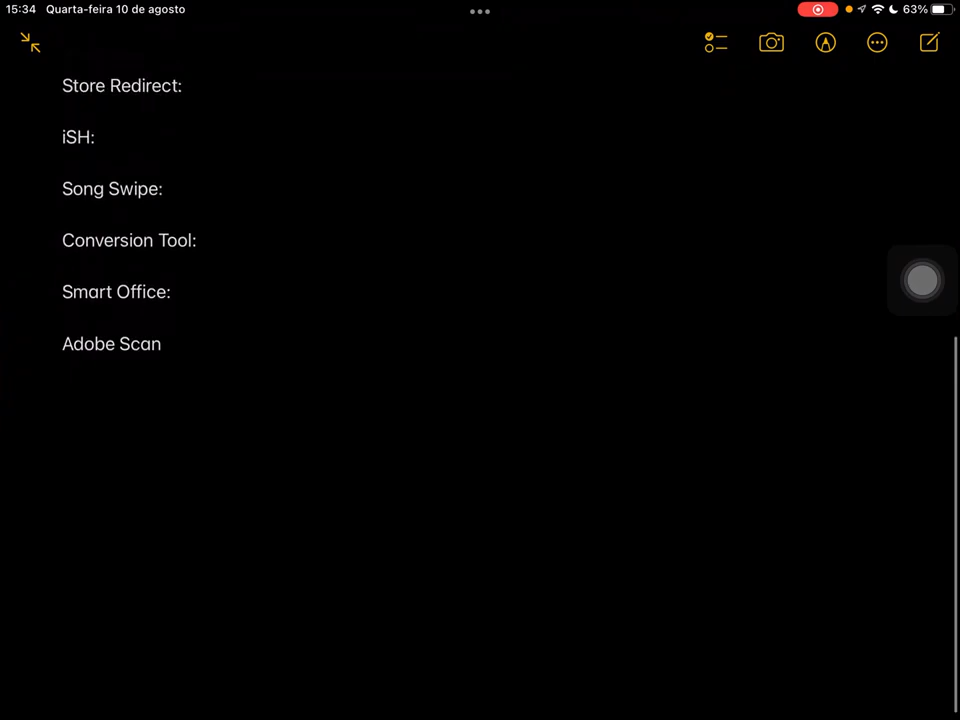 15:34 Quarta-feira 10 de agosto 63%
Store Redirect:
iSH:
Song Swipe:
Conversion Tool:
Smart Office:
Adobe Scan